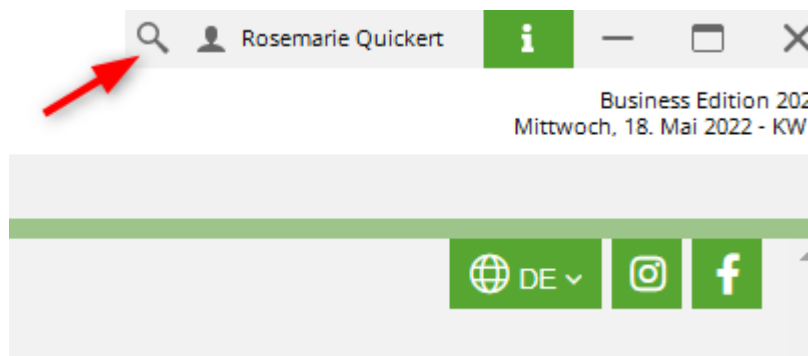 Rosemarie Quickert
Business Edition 202
Mittwoch, 18. Mai 2022 - KW
DE